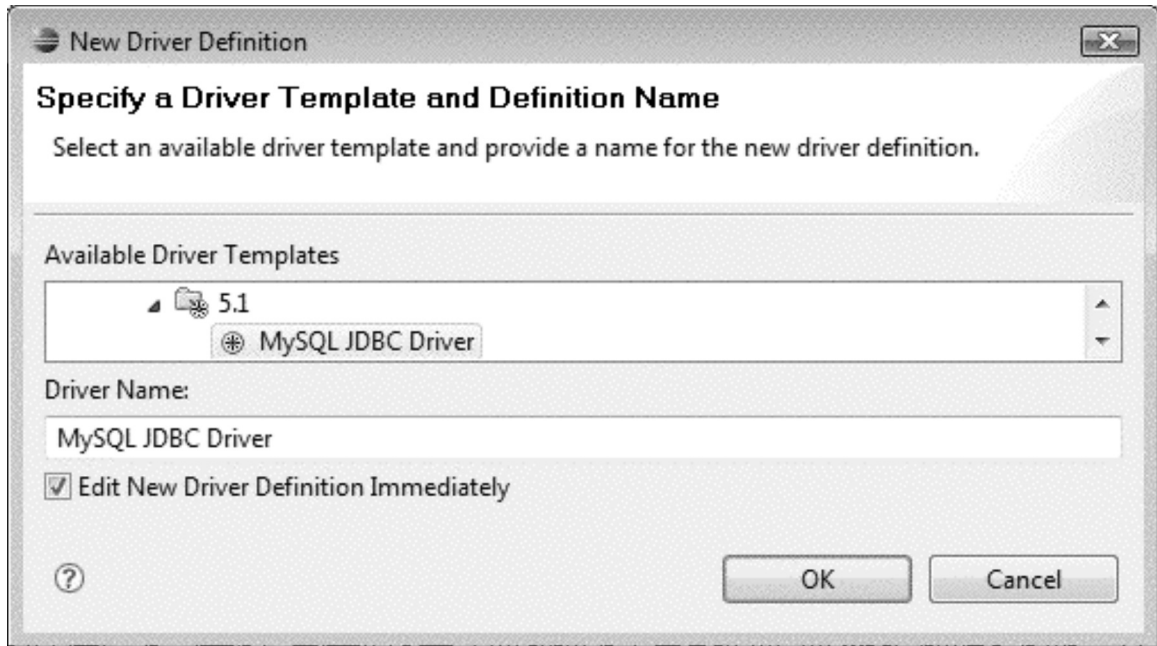 New Driver Definition
Specify a Driver Template and Definition Name
Select an available driver template and provide a name for the new driver definition.
Available Driver Templates
5.1
MySQL JDBC Driver
Driver Name:
MySQL JDBC Driver
Edit New Driver Definition Immediately
?
OK
Cancel